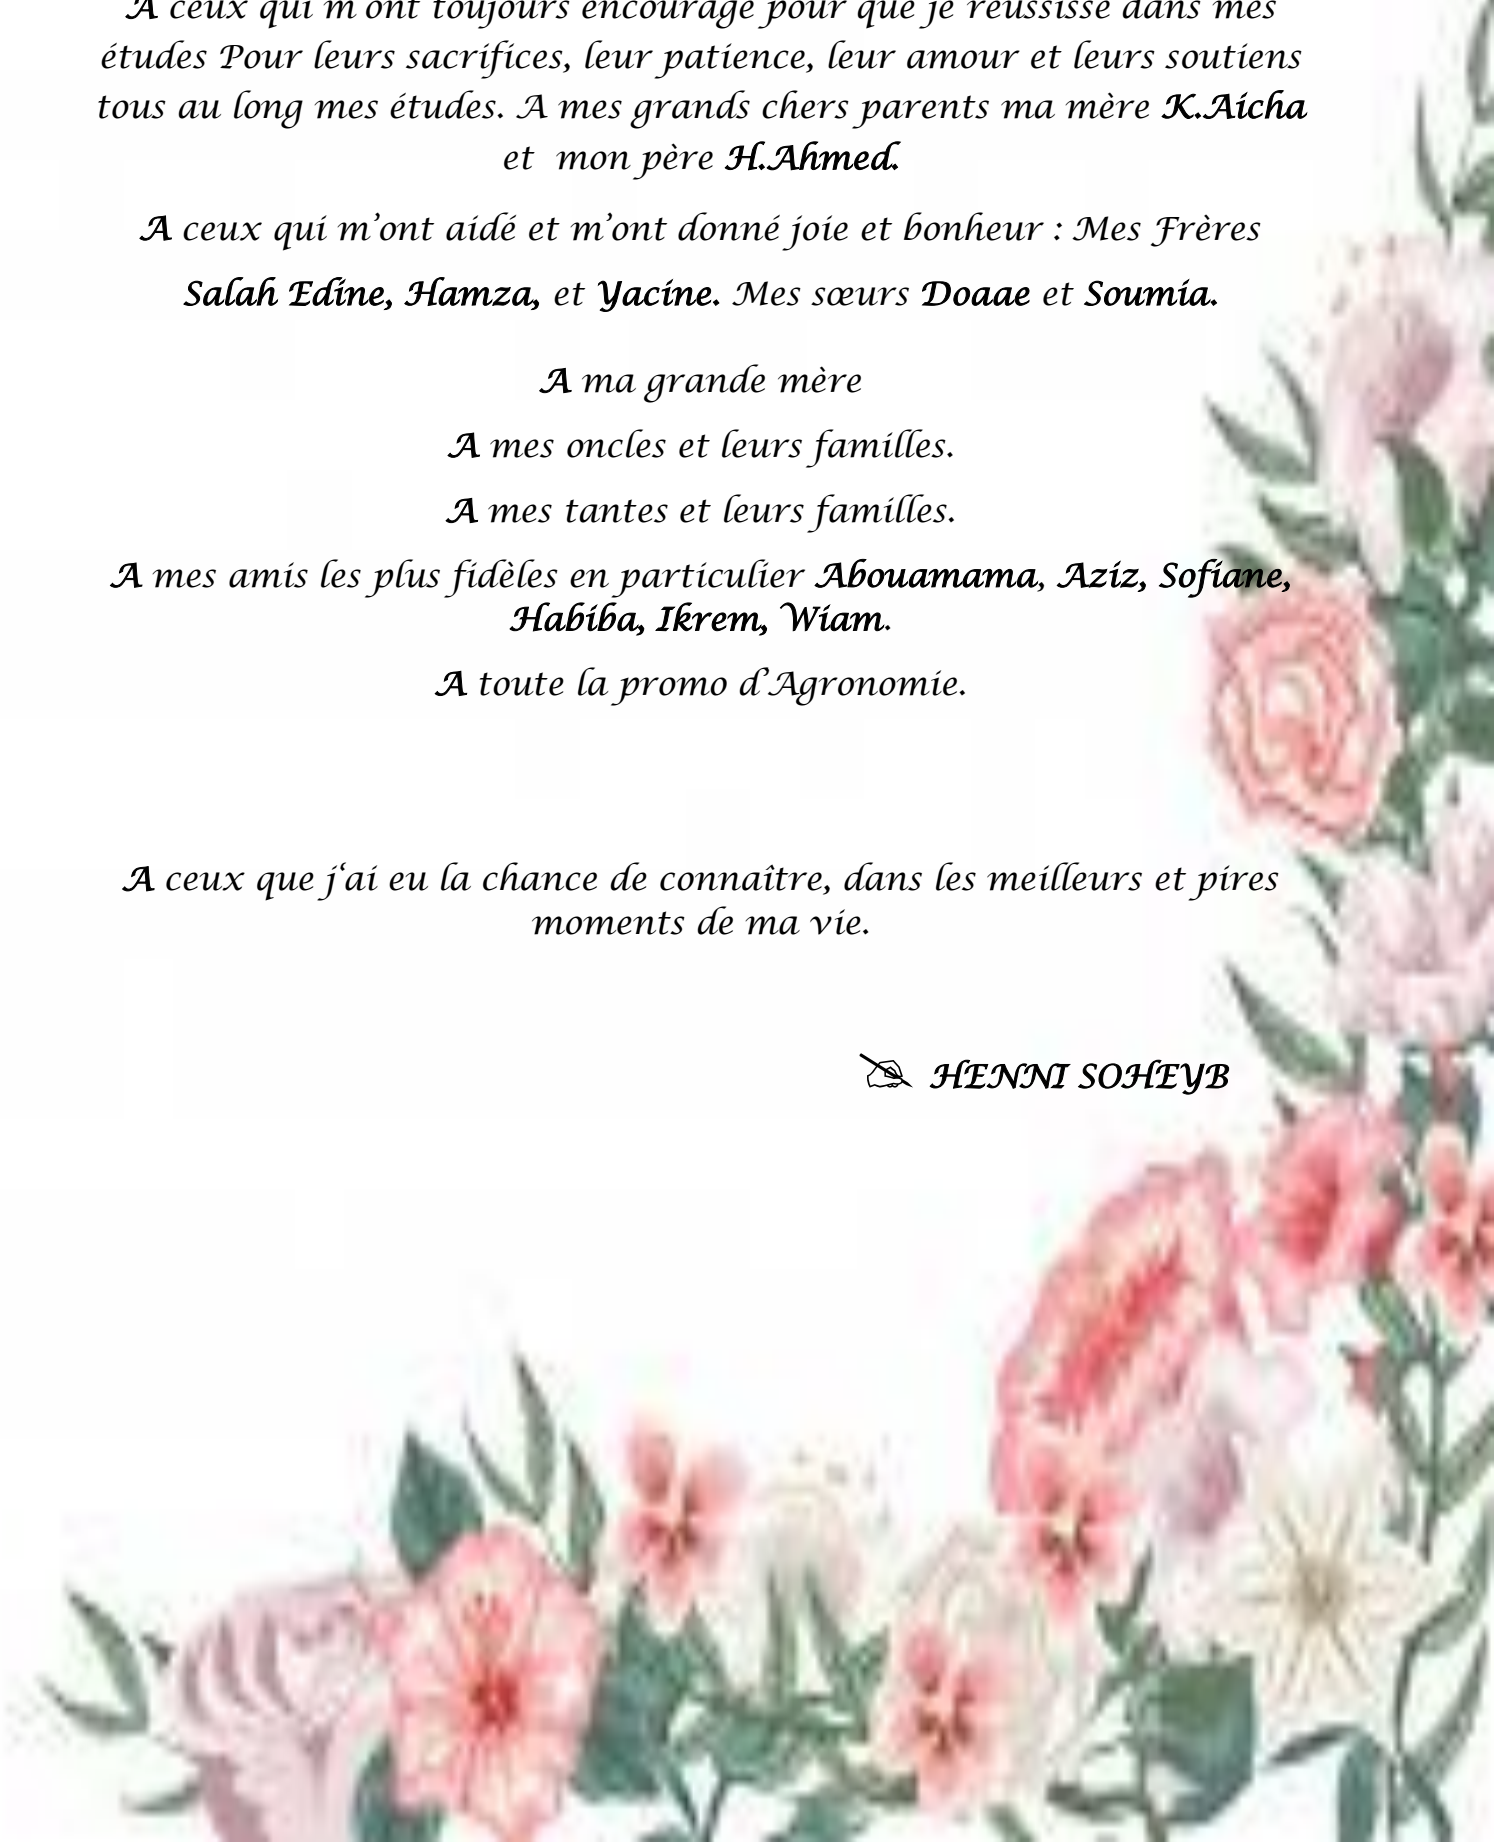 A ceux qui m'ont toujours encouragé pour que je réussisse dans mes
études Pour leurs sacrifices, leur patience, leur amour et leurs soutiens
tous au long mes études. A mes grands chers parents ma mère K.Aicha
et mon père H.Ahmed.
A ceux qui m’ont aidé et m’ont donné joie et bonheur : Mes Frères
Salah Edine, Hamza, et Yacine. Mes sœurs Doaae et Soumia.
A ma grande mère
A mes oncles et leurs familles.
A mes tantes et leurs familles.
A mes amis les plus fidèles en particulier Abouamama, Aziz, Sofiane,
Habiba, Ikrem, Wiam.
A toute la promo d’Agronomie.
A ceux que j‘ai eu la chance de connaître, dans les meilleurs et pires
moments de ma vie.
✍ HENNI SOHEYB